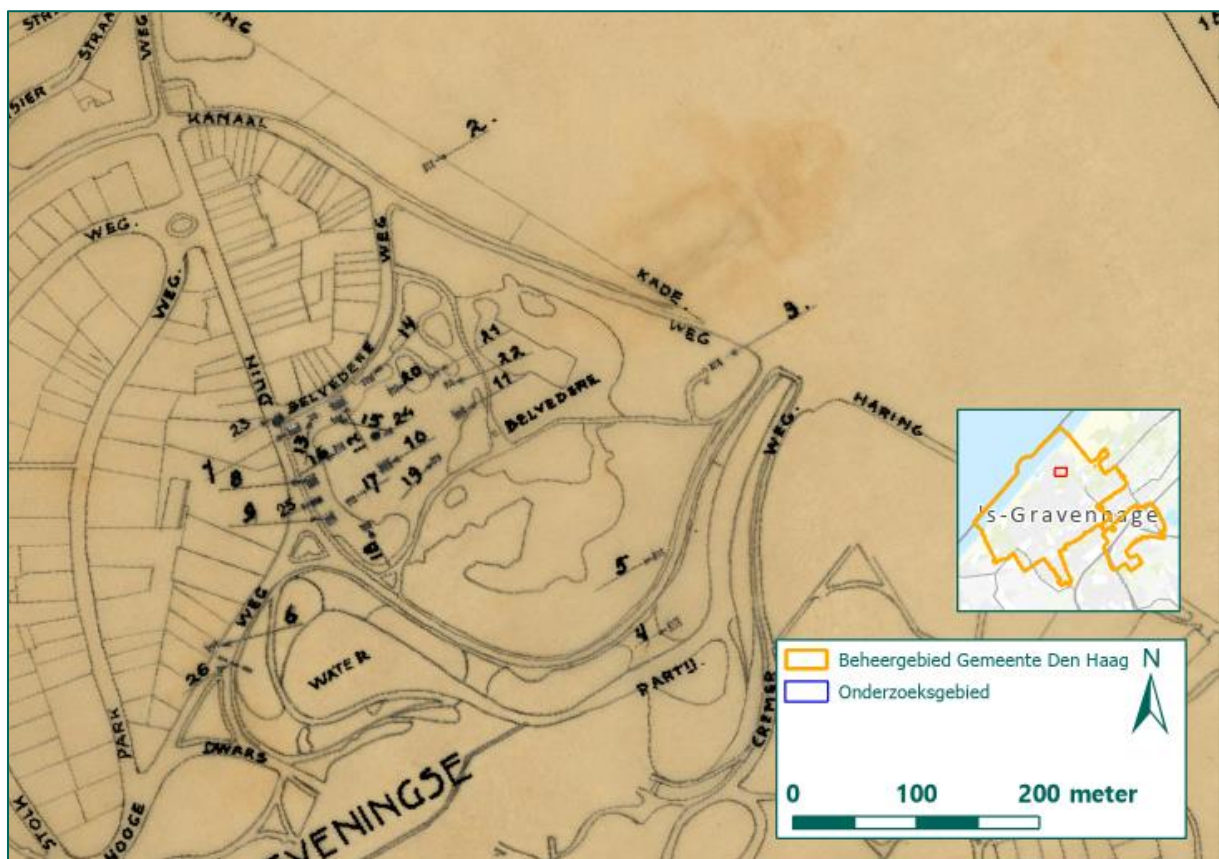 STRAAT
WEG
KANAAL
2.
WEG.
WEG
WEG.
KADE.
WEG
3.
14
21
20
22
11
DUIN
BELVEDERE
BELVEDERE
HARING
WEG.
23
13
15
24
16
12
10
7
8
17
19
9
25
18
5
WEG
6
4
26
WATER
PARTIJ.
CREMER
PARK
DWARS
STOLK
HOOGE
EVENINGSE
's-Gravenhage
Beheergebied Gemeente Den Haag
N
Onderzoeksgebied
0 100 200 meter